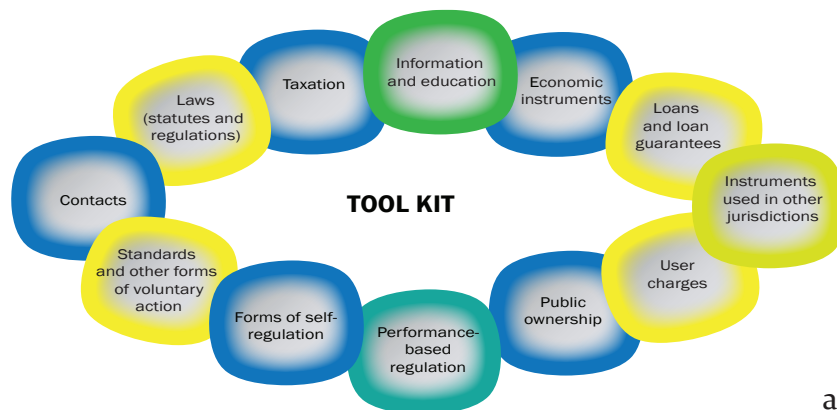 Information
and education
Taxation
Economic
instruments
Laws
(statutes and
regulations)
Loans
and loan
guarantees
Contacts
TOOL KIT
Instruments
used in other
jurisdictions
Standards
and other forms
of voluntary
action
User
charges
Forms of self-
regulation
Public
ownership
Performance-
based
regulation
a